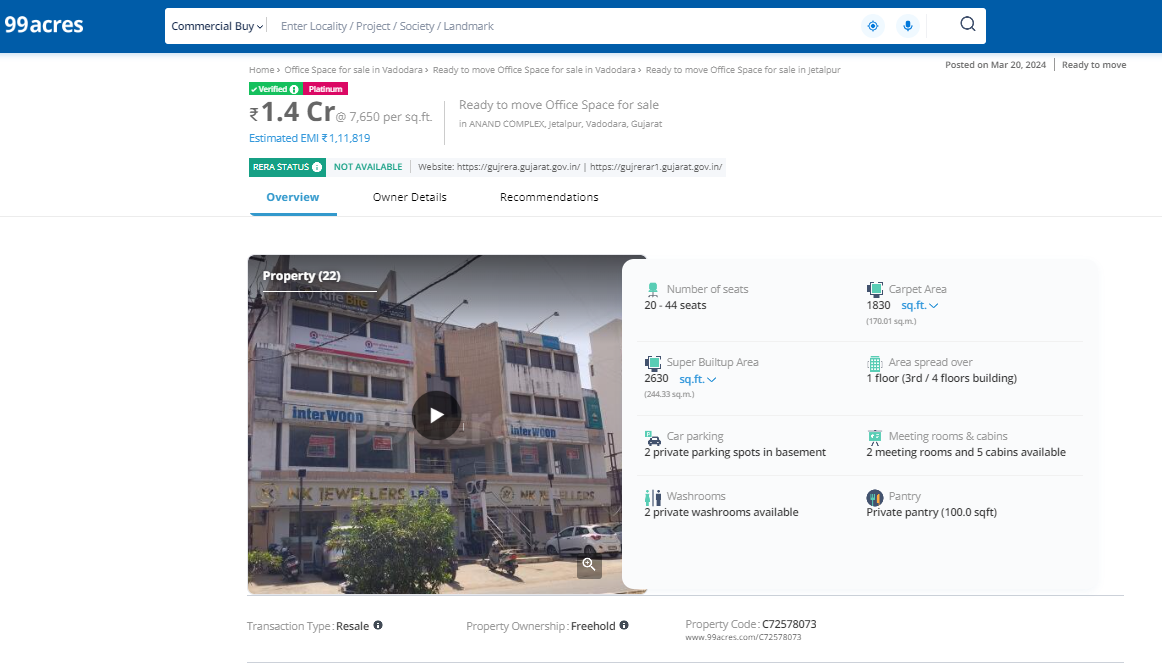 99acres
Commercial Buy
Enter Locality / Project / Society / Landmark
Home › Office Space for sale in Vadodara › Ready to move Office Space for sale in Vadodara › Ready to move Office Space for sale in Jetalpur
Posted on Mar 20, 2024 | Ready to move
Verified Platinum
₹ 1.4 Cr @ 7,650 per sq.ft.
Estimated EMI ₹ 1,11,819
Ready to move Office Space for sale
in ANAND COMPLEX, Jetalpur, Vadodara, Gujarat
RERA STATUS NOT AVAILABLE Website: https://gujrera.gujarat.gov.in/ | https://gujrerar1.gujarat.gov.in/
Overview Owner Details Recommendations
Property (22)
Rite Bite
interWOOD
interWOOD
NK JEWELLERS
NK JEWELLERS
Number of seats
20 - 44 seats
Carpet Area
1830 sq.ft.
(170.01 sq.m.)
Super Builtup Area
2630 sq.ft.
(244.33 sq.m.)
Area spread over
1 floor (3rd / 4 floors building)
Car parking
2 private parking spots in basement
Meeting rooms & cabins
2 meeting rooms and 5 cabins available
Washrooms
2 private washrooms available
Pantry
Private pantry (100.0 sqft)
Transaction Type : Resale
Property Ownership : Freehold
Property Code : C72578073
www.99acres.com/C72578073